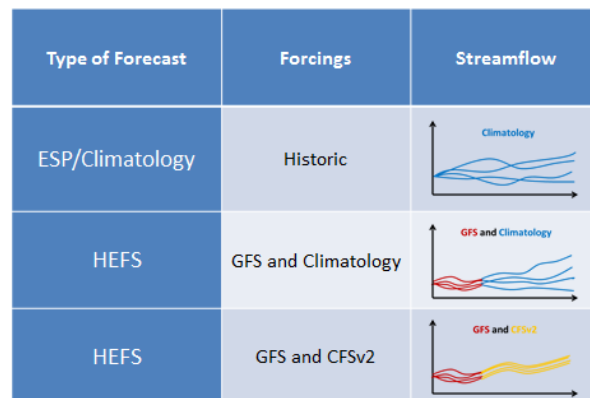 Type of Forecast
Forcings
Streamflow
ESP/Climatology
Historic
Climatology
HEFS
GFS and Climatology
GFS and Climatology
HEFS
GFS and CFSv2
GFS and CFSv2